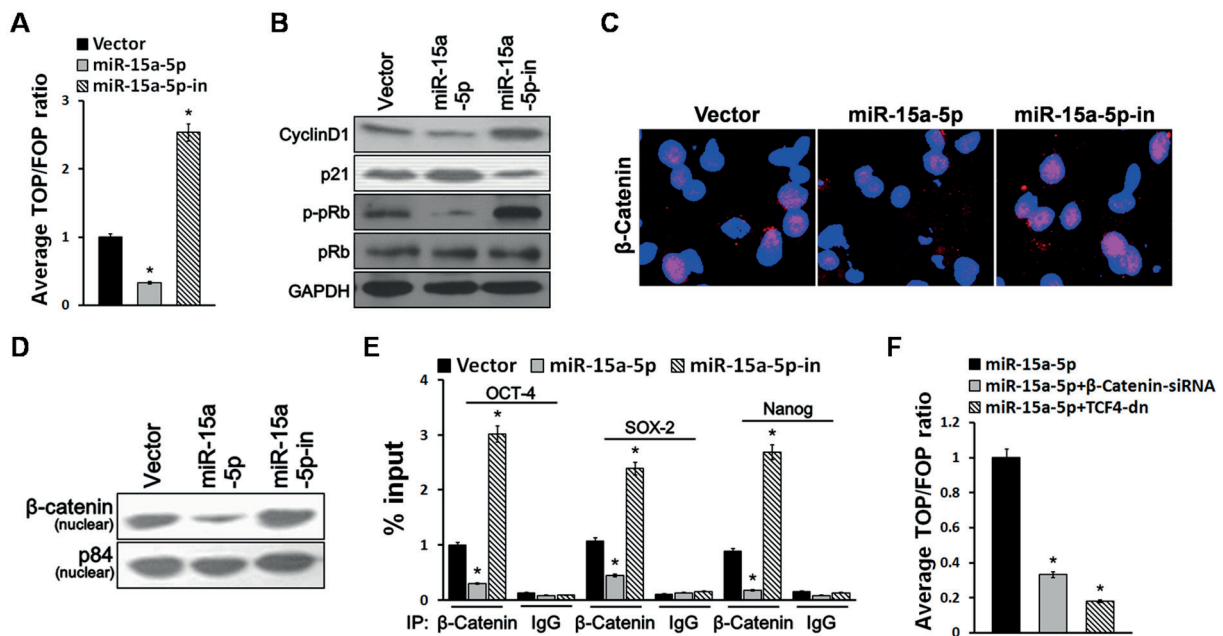 A
Vector
miR-15a-5p
miR-15a-5p-in
Average TOP/FOP ratio
3
2
1
0
*
*
B
Vector
miR-15a
-5p
miR-15a
-5p-in
CyclinD1
p21
p-pRb
pRb
GAPDH
C
Vector
miR-15a-5p
miR-15a-5p-in
β-Catenin
D
Vector
miR-15a
-5p
miR-15a
-5p-in
β-catenin
(nuclear)
p84
(nuclear)
E
Vector
miR-15a-5p
miR-15a-5p-in
% input
4
3
2
1
0
OCT-4
SOX-2
Nanog
*
*
*
*
*
*
IP: β-Catenin IgG β-Catenin IgG β-Catenin IgG
F
miR-15a-5p
miR-15a-5p+β-Catenin-siRNA
miR-15a-5p+TCF4-dn
Average TOP/FOP ratio
1.2
1
0.8
0.6
0.4
0.2
0
*
*